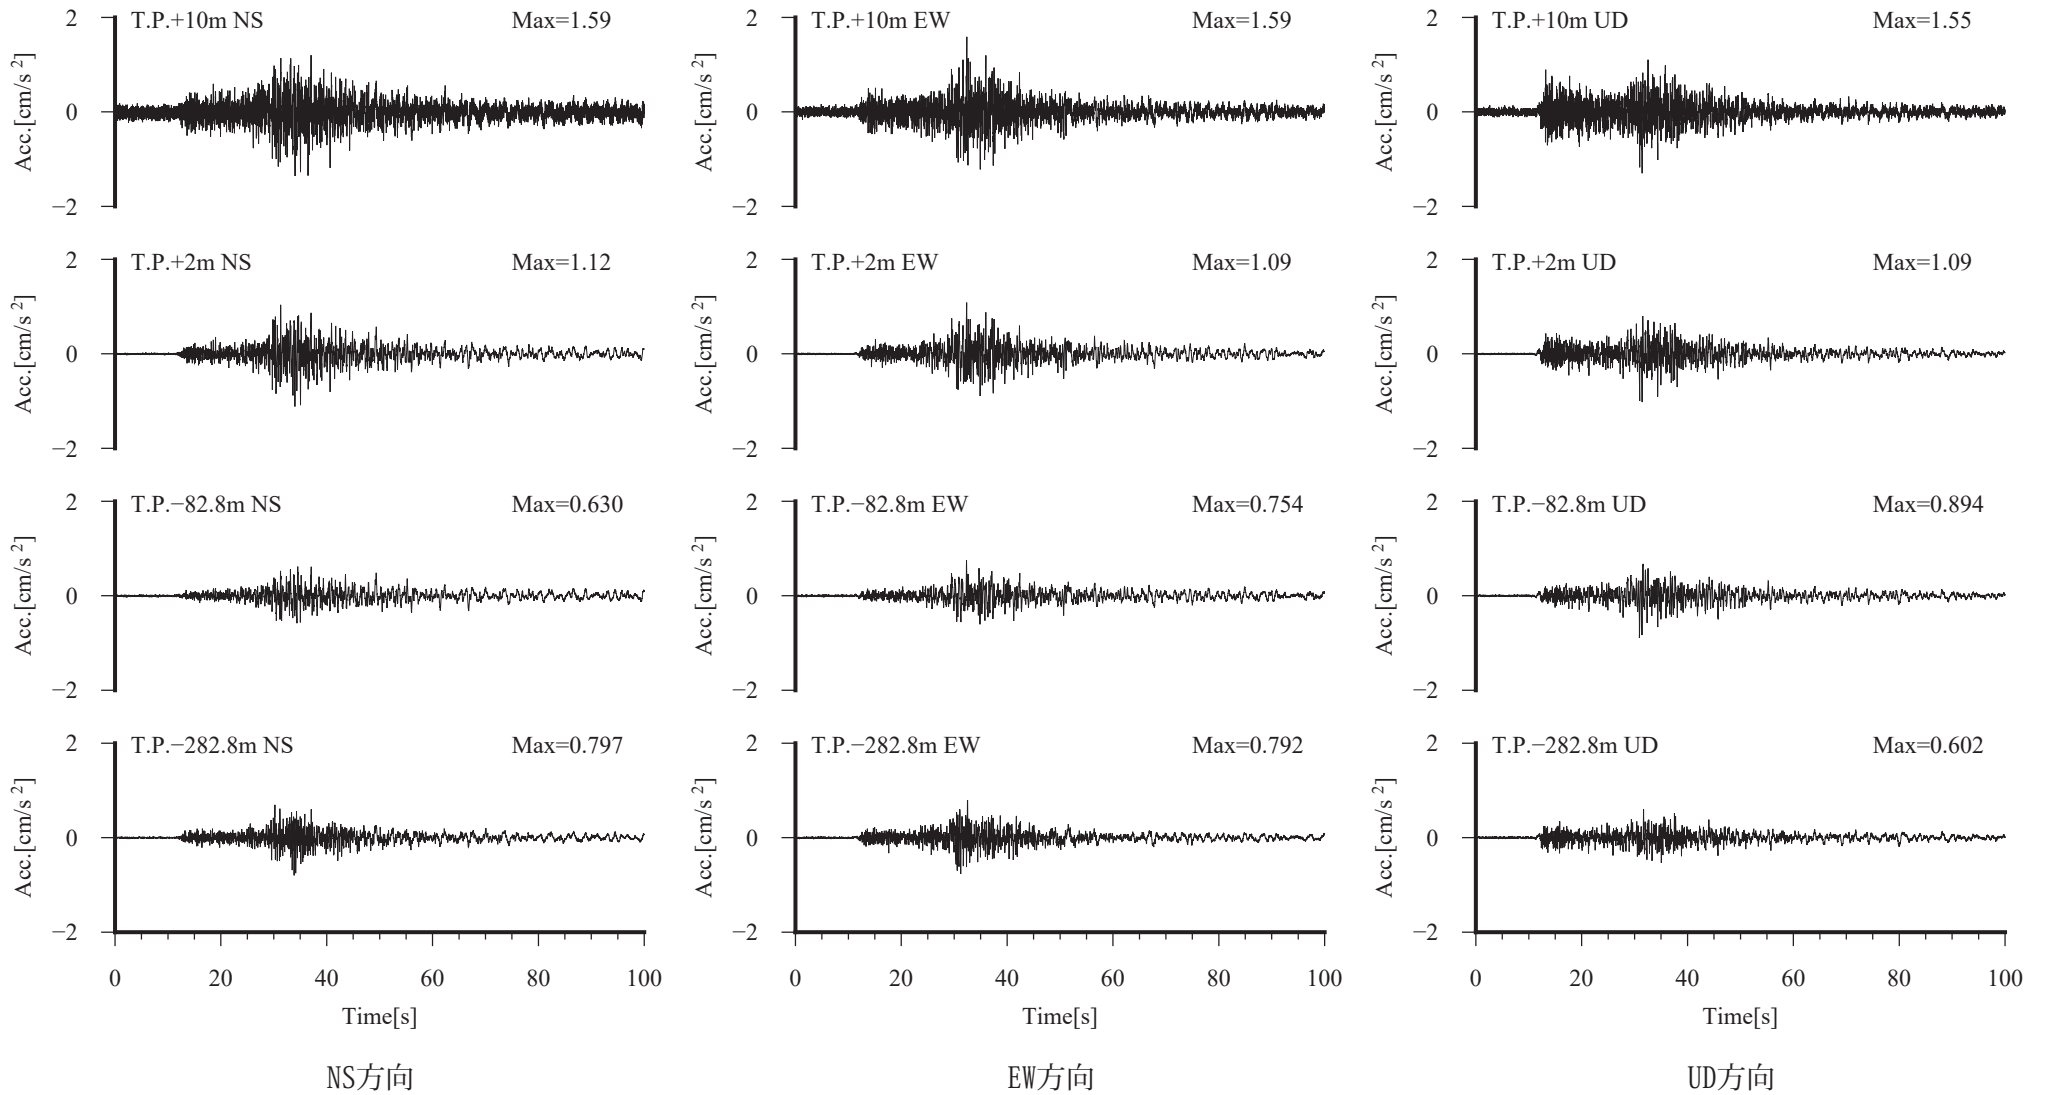 T.P.+10m NS Max=1.59
2
0
−2
Acc.[cm/s²]
T.P.+10m EW Max=1.59
2
0
−2
Acc.[cm/s²]
T.P.+10m UD Max=1.55
2
0
−2
Acc.[cm/s²]
T.P.+2m NS Max=1.12
2
0
−2
Acc.[cm/s²]
T.P.+2m EW Max=1.09
2
0
−2
Acc.[cm/s²]
T.P.+2m UD Max=1.09
2
0
−2
Acc.[cm/s²]
T.P.−82.8m NS Max=0.630
2
0
−2
Acc.[cm/s²]
T.P.−82.8m EW Max=0.754
2
0
−2
Acc.[cm/s²]
T.P.−82.8m UD Max=0.894
2
0
−2
Acc.[cm/s²]
T.P.−282.8m NS Max=0.797
2
0
−2
Acc.[cm/s²]
T.P.−282.8m EW Max=0.792
2
0
−2
Acc.[cm/s²]
T.P.−282.8m UD Max=0.602
2
0
−2
Acc.[cm/s²]
0 20 40 60 80 100
Time[s]
NS方向
0 20 40 60 80 100
Time[s]
EW方向
0 20 40 60 80 100
Time[s]
UD方向